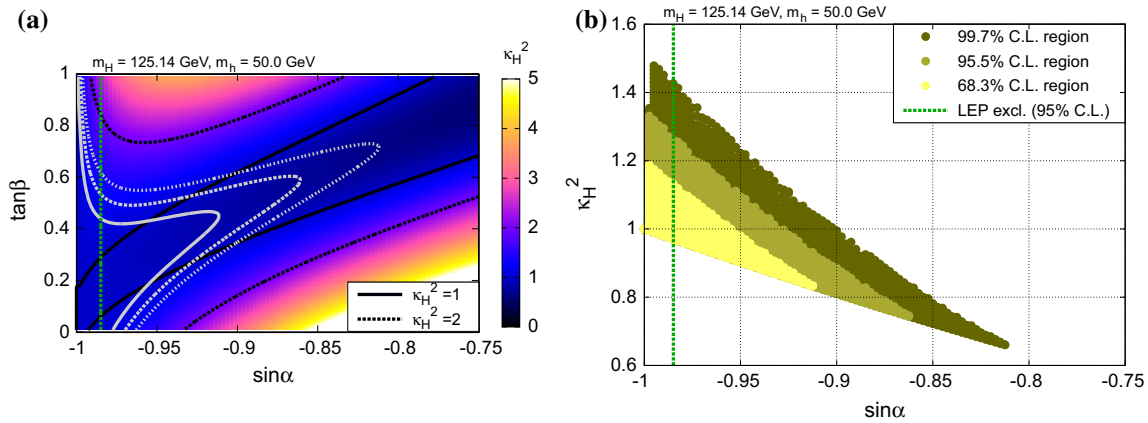 (a)
m_H = 125.14 GeV, m_h = 50.0 GeV
κ_H^2
tanβ
1
0.8
0.6
0.4
0.2
0
-1
-0.95
-0.9
-0.85
-0.8
-0.75
sinα
κ_H^2=1
κ_H^2=2
5
4
3
2
1
0
(b)
m_H = 125.14 GeV, m_h = 50.0 GeV
κ_H^2
1.6
1.4
1.2
1
0.8
0.6
-1
-0.95
-0.9
-0.85
-0.8
-0.75
sinα
99.7% C.L. region
95.5% C.L. region
68.3% C.L. region
LEP excl. (95% C.L.)